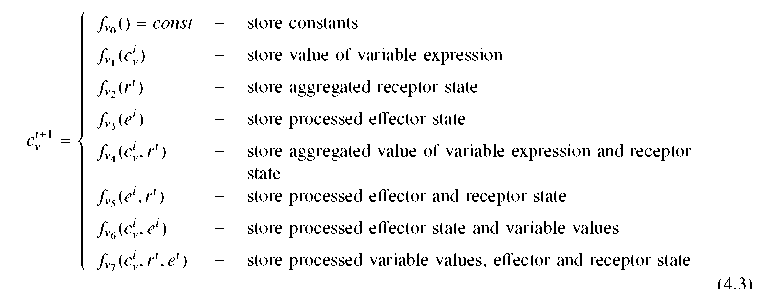 f_{v_0}() = const – store constants
f_{v_1}(c_v^i) – store value of variable expression
f_{v_2}(r^t) – store aggregated receptor state
f_{v_3}(e^i) – store processed effector state
c_v^{t+1} = f_{v_4}(c_v^i, r^t) – store aggregated value of variable expression and receptor
state
f_{v_5}(e^i, r^t) – store processed effector and receptor state
f_{v_6}(c_v^i, e^i) – store processed effector state and variable values
f_{v_7}(c_v^i, r^t, e^t) – store processed variable values, effector and receptor state
(4.3)